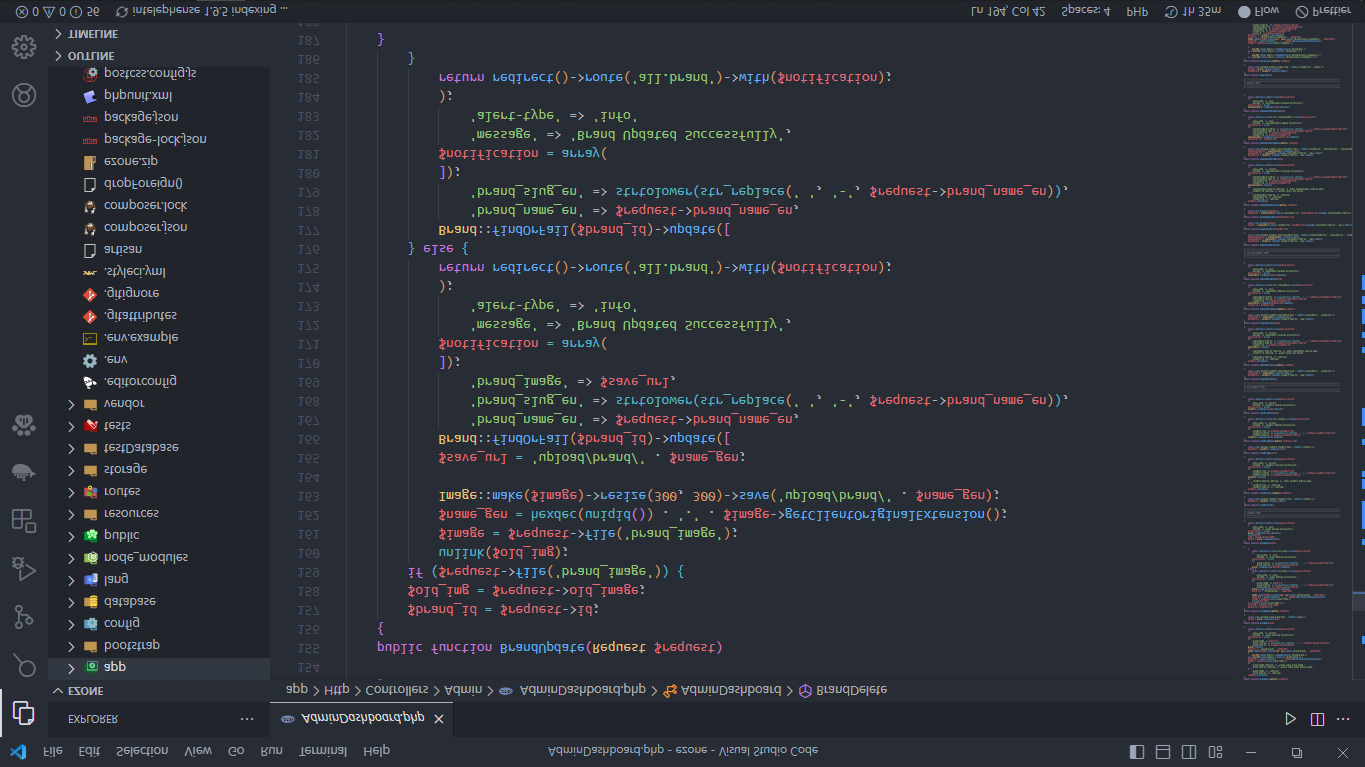 File Edit Selection View Go Run Terminal Help
AdminDashboard.php - ezone - Visual Studio Code
EXPLORER
AdminDashboard.php
EZONE
app > Http > Controllers > Admin > AdminDashboard.php > AdminDashboard > BrandDelete
app
bootstrap
config
database
lang
node_modules
public
resources
routes
storage
testDatabase
tests
vendor
.editorconfig
.env
.env.example
.gitattributes
.gitignore
.styleci.yml
artisan
composer.json
composer.lock
dropForeign()
ezone.zip
package-lock.json
package.json
phpunit.xml
postcss.config.js
OUTLINE
TIMELINE
154
155 public function BrandUpdate(Request $request)
156 {
157 $brand_id = $request->id;
158 $old_img = $request->old_image;
159 if ($request->file('brand_image')) {
160 unlink($old_img);
161 $image = $request->file('brand_image');
162 $name_gen = hexdec(uniqid()) . '.' . $image->getClientOriginalExtension();
163 Image::make($image)->resize(300, 300)->save('upload/brand/' . $name_gen);
165 $save_url = 'upload/brand/' . $name_gen;
166 Brand::findOrFail($brand_id)->update([
167 'brand_name_en' => $request->brand_name_en,
168 'brand_slug_en' => strtolower(str_replace(' ', '-', $request->brand_name_en)),
169 'brand_image' => $save_url,
170 ]);
171 $notification = array(
172 'message' => 'Brand Updated Successfully',
173 'alert-type' => 'info'
174 );
175 return redirect()->route('all.brand')->with($notification);
276 } else {
177 Brand::findOrFail($brand_id)->update([
178 'brand_name_en' => $request->brand_name_en,
179 'brand_slug_en' => strtolower(str_replace(' ', '-', $request->brand_name_en)),
180 ]);
181 $notification = array(
182 'message' => 'Brand Updated Successfully',
183 'alert-type' => 'info'
184 );
185 return redirect()->route('all.brand')->with($notification);
186 }
187 }
0 0 56 intelephense 1.9.5 indexing ...
Ln 194, Col 42 Spaces: 4 PHP 1h 35m Flow Prettier